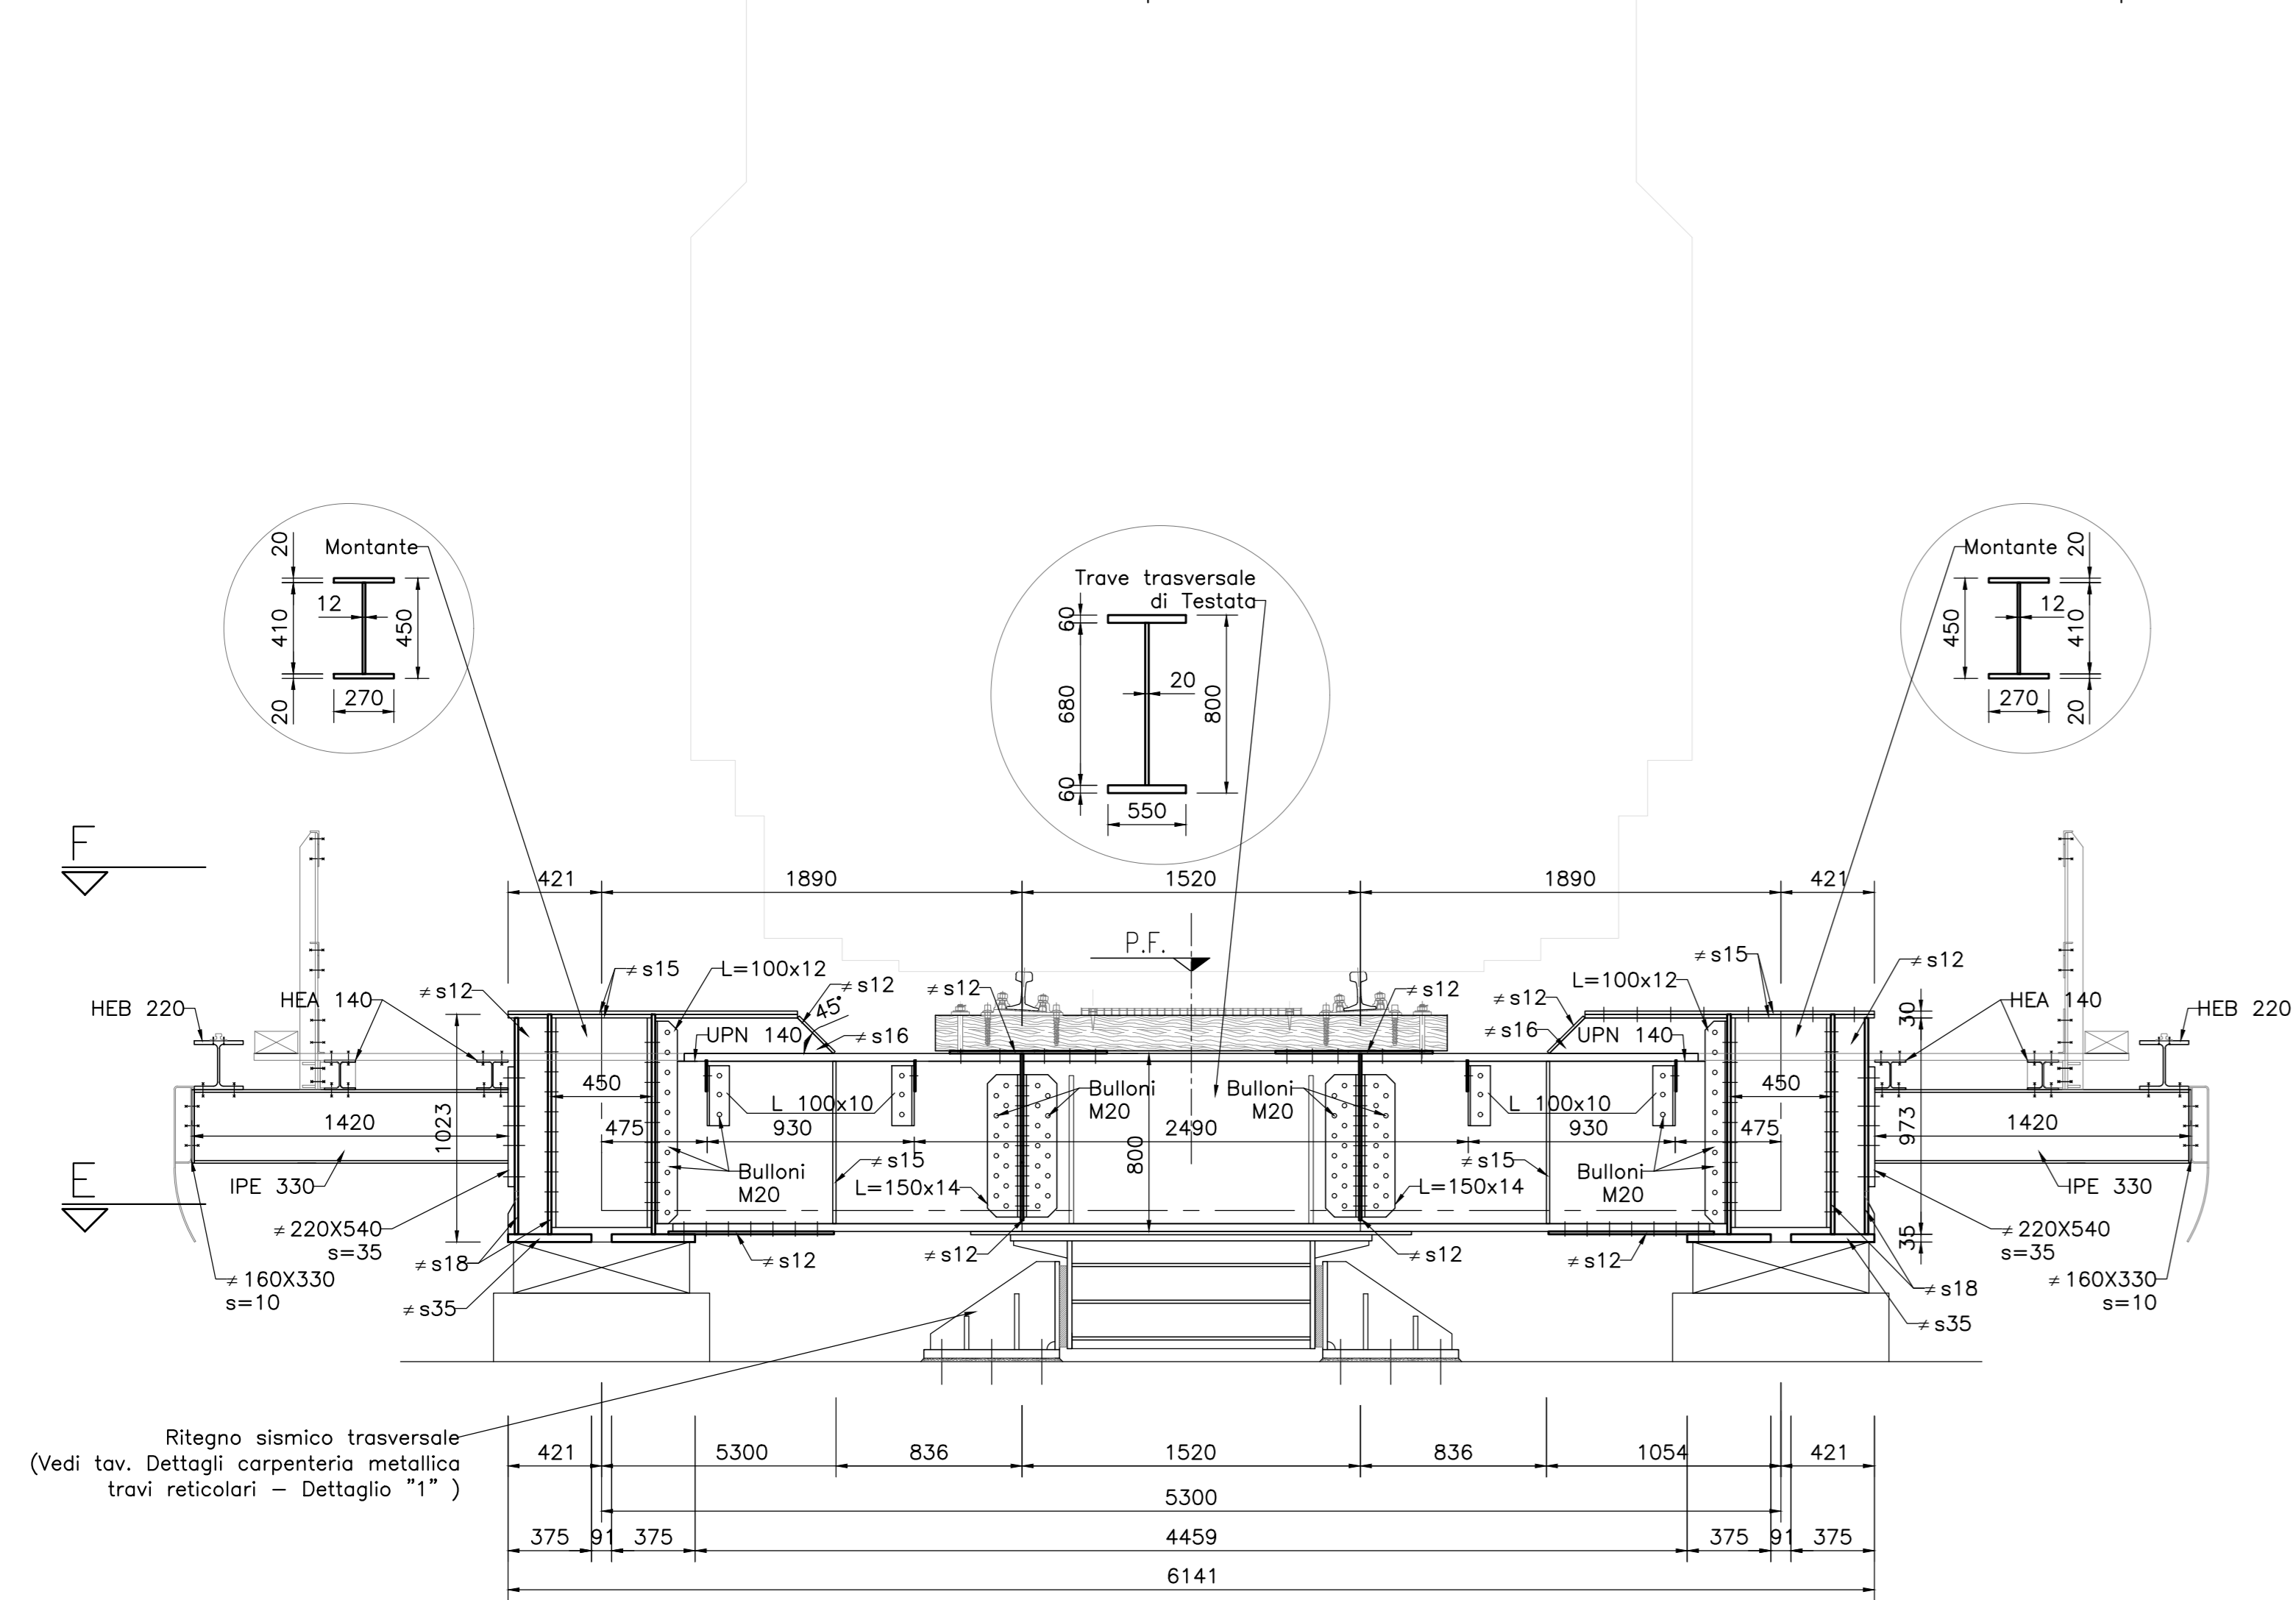 20
Montante
12
410
450
270
20
Trave trasversale
di Testata
60
20
680
800
60
550
Montante
20
12
450
410
270
20
F
421
1890
1520
1890
421
P.F.
≠s15
L=100x12
≠s12
≠s12
HEA 140
HEB 220
45°
UPN 140
≠s16
≠s12
≠s12
≠s12
L=100x12
≠s15
≠s12
≠s16
UPN 140
HEA 140
HEB 220
30
450
Bulloni
M20
Bulloni
M20
450
L 100x10
L 100x10
1420
1023
475
930
2490
930
475
973
1420
800
E
IPE 330
Bulloni
M20
≠s15
L=150x14
≠s15
L=150x14
Bulloni
M20
IPE 330
≠220X540
s=35
≠s18
≠s12
≠s12
≠s12
≠s12
35
≠220X540
s=35
≠160X330
s=10
≠s35
≠s18
≠s35
≠160X330
s=10
Ritegno sismico trasversale
(Vedi tav. Dettagli carpenteria metallica
travi reticolari – Dettaglio "1" )
421
5300
836
1520
836
1054
421
5300
375
91
375
4459
375
91
375
6141